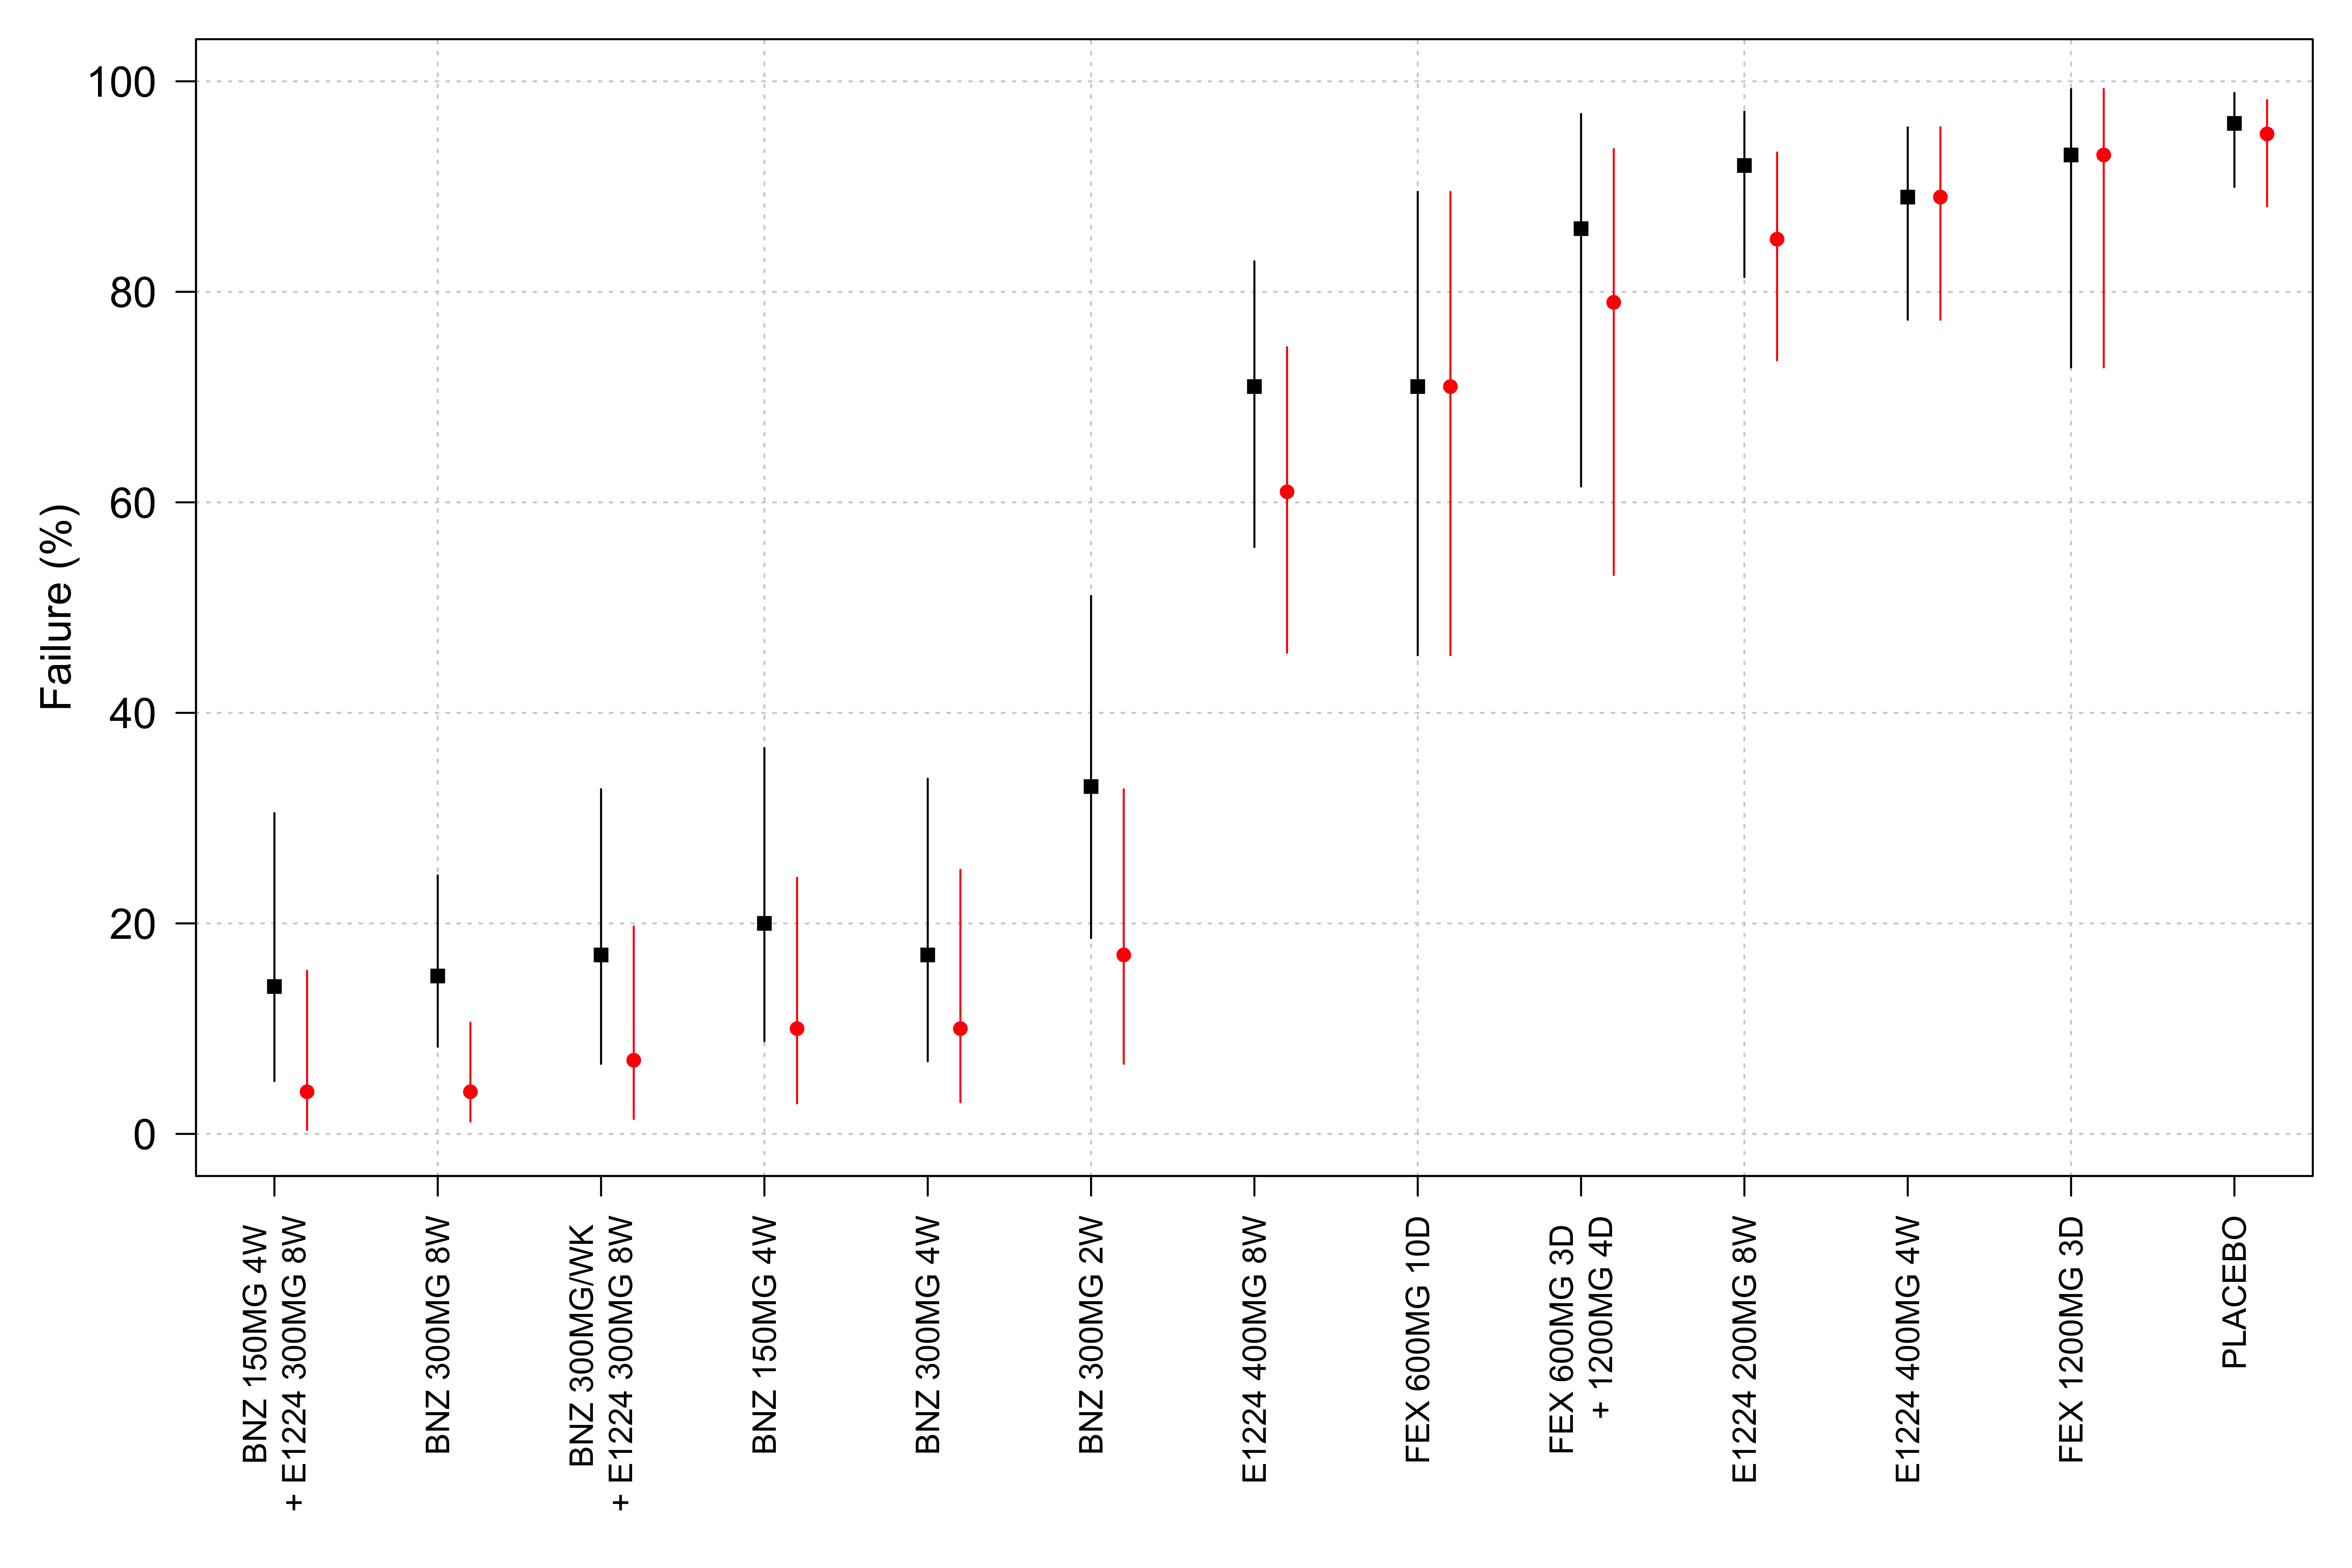 Failure (%)
100
80
60
40
20
0
BNZ 150MG 4W
+ E1224 300MG 8W
BNZ 300MG 8W
BNZ 300MG/WK
+ E1224 300MG 8W
BNZ 150MG 4W
BNZ 300MG 4W
BNZ 300MG 2W
E1224 400MG 8W
FEX 600MG 10D
FEX 600MG 3D
+ 1200MG 4D
E1224 200MG 8W
E1224 400MG 4W
FEX 1200MG 3D
PLACEBO